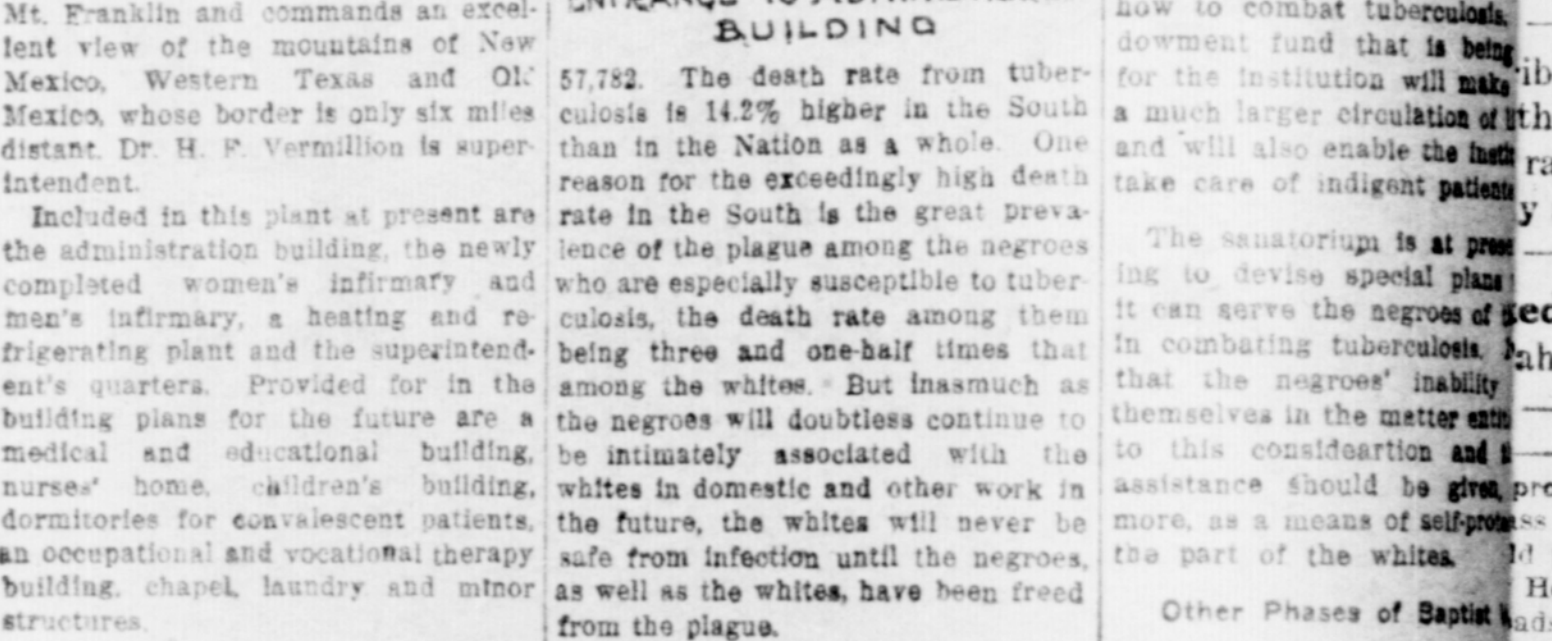 Mt. Franklin and commands an excel-
lent view of the mountains of New
Mexico, Western Texas and Old
Mexico, whose border is only six miles
distant. Dr. H. F. Vermillion is super-
intendent.
Included in this plant at present are
the administration building, the newly
completed women's infirmary and
men's infirmary, a heating and re-
frigerating plant and the superintend-
ent's quarters. Provided for in the
building plans for the future are a
medical and educational building,
nurses' home, children's building,
dormitories for convalescent patients,
an occupational and vocational therapy
building, chapel, laundry and minor
structures.
BUILDING
57,782. The death rate from tuber-
culosis is 14.2% higher in the South
than in the Nation as a whole. One
reason for the exceedingly high death
rate in the South is the great preva-
lence of the plague among the negroes
who are especially susceptible to tuber-
culosis, the death rate among them
being three and one-half times that
among the whites. But inasmuch as
the negroes will doubtless continue to
be intimately associated with the
whites in domestic and other work in
the future, the whites will never be
safe from infection until the negroes,
as well as the whites, have been freed
from the plague.
how to combat tuberculosis.
dowment fund that is being
for the institution will make
a much larger circulation of
and will also enable the
take care of indigent patients
The sanatorium is at
ing to devise special plans
it can serve the negroes of
in combating tuberculosis,
that the negroes' inability
themselves in the matter
to this consideartion and
assistance should be given,
more, as a means of
the part of the whites.
Other Phases of Baptist